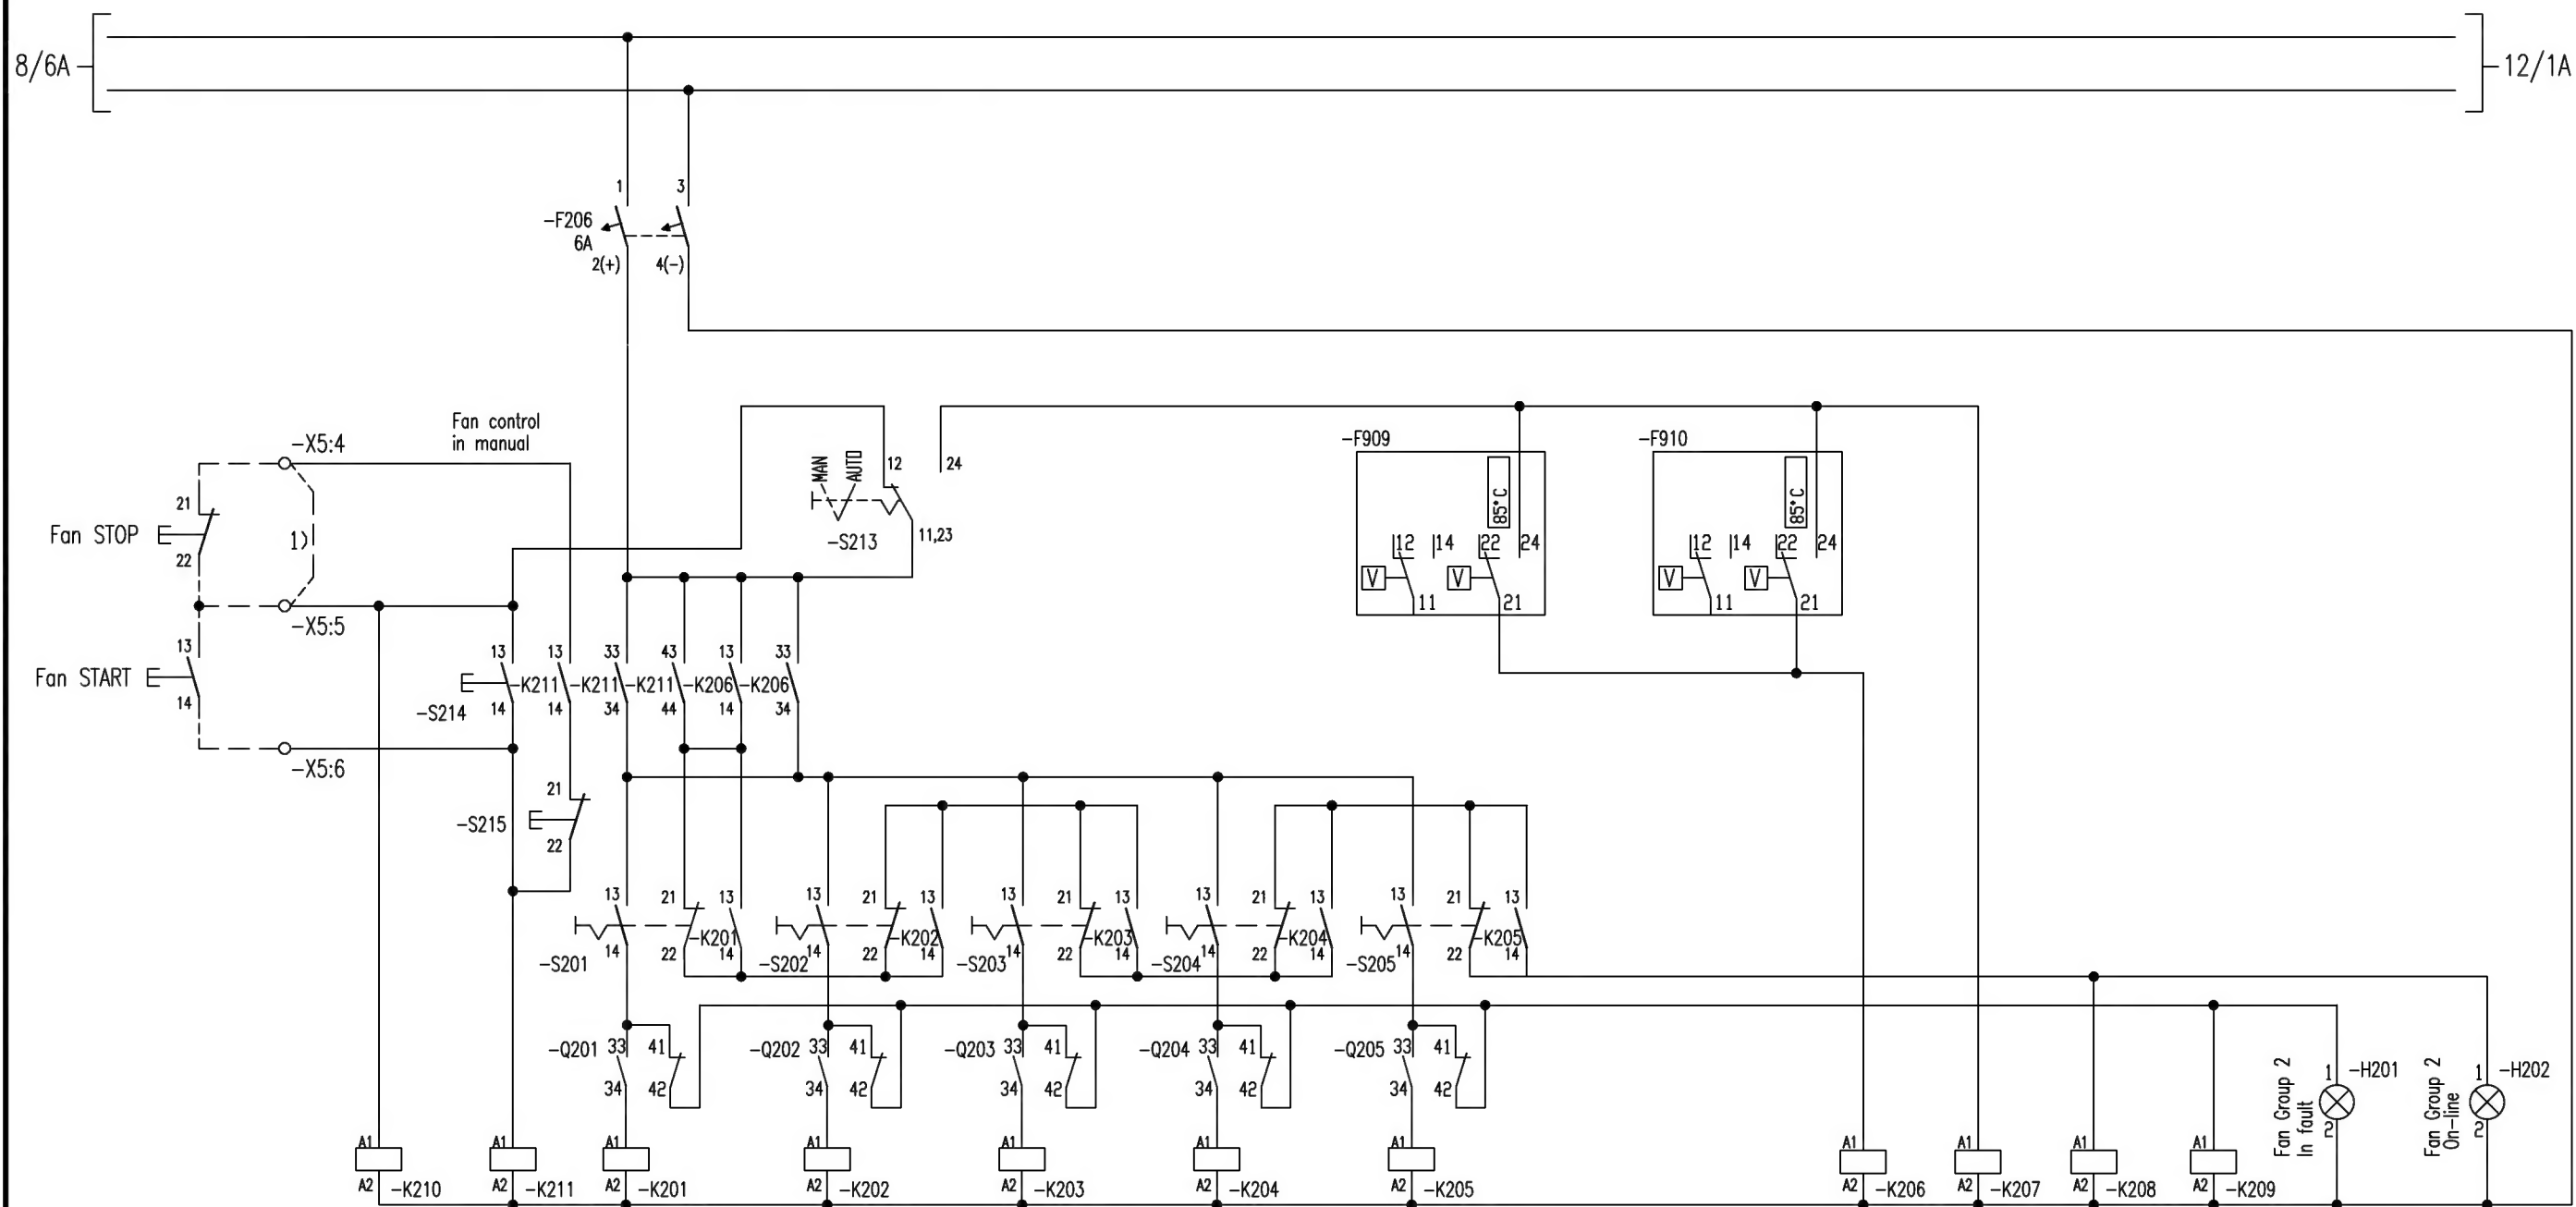 8/6A
12/1A
1 3
-F206
6A
2(+) 4(-)
Fan control
in manual
-X5:4
MAN AUTO 12 24
-S213 11,23
-F909 -F910
85°C 85°C
12 14 22 24 12 14 22 24
V V V V
11 21 11 21
21
Fan STOP
22
1)
-X5:5
13
Fan START
14
-X5:6
13 13 33 43 13 33
-K211 -K211 -K211 -K206 -K206
-S214 14 14 34 44 14 34
21
-S215
22
13 21 13 13 21 13 13 21 13 13 21 13 13 21 13
-K201 -K202 -K203 -K204 -K205
14 22 14 14 22 14 14 22 14 14 22 14 14 22 14
-S201 -S202 -S203 -S204 -S205
-Q201 33 41 -Q202 33 41 -Q203 33 41 -Q204 33 41 -Q205 33 41
34 42 34 42 34 42 34 42 34 42
Fan Group 2
In fault
1 -H201
2
Fan Group 2
On-line
1 -H202
2
A1 A1 A1 A1 A1 A1 A1 A1 A1 A1 A1
A2 -K210 A2 -K211 A2 -K201 A2 -K202 A2 -K203 A2 -K204 A2 -K205 A2 -K206 A2 -K207 A2 -K208 A2 -K209